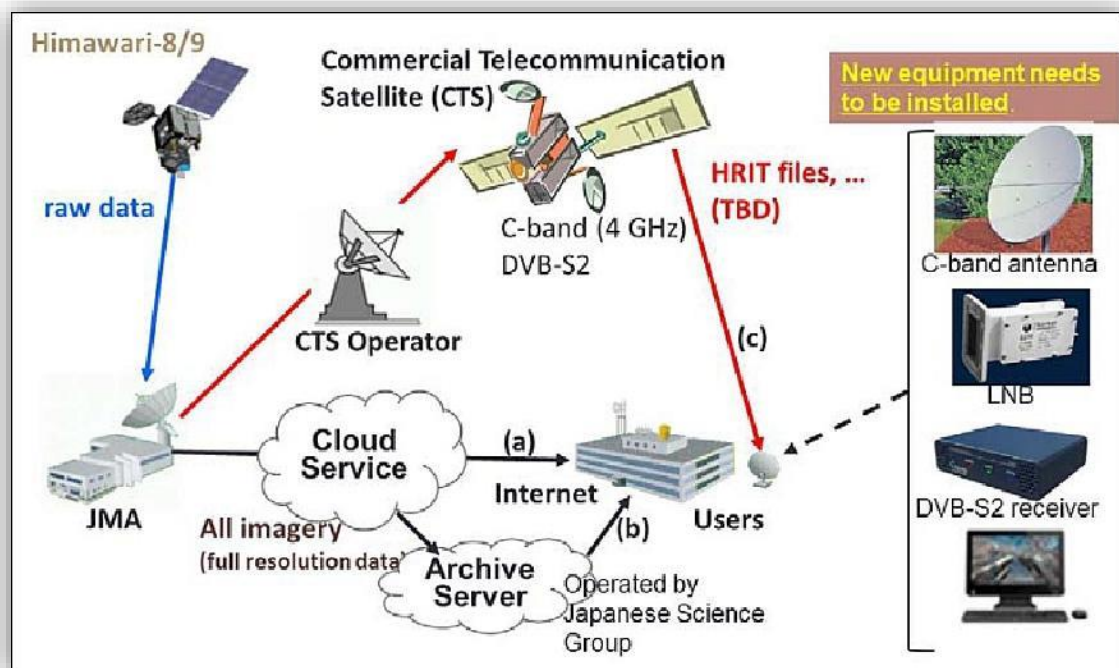 Himawari-8/9
Commercial Telecommunication
Satellite (CTS)
New equipment needs
to be installed.
raw data
HRIT files, ...
(TBD)
C-band (4 GHz)
DVB-S2
C-band antenna
CTS Operator
(c)
LNB
Cloud
Service
(a)
Internet
JMA
Users
DVB-S2 receiver
All imagery
(full resolution data)
(b)
Archive
Server
Operated by
Japanese Science
Group